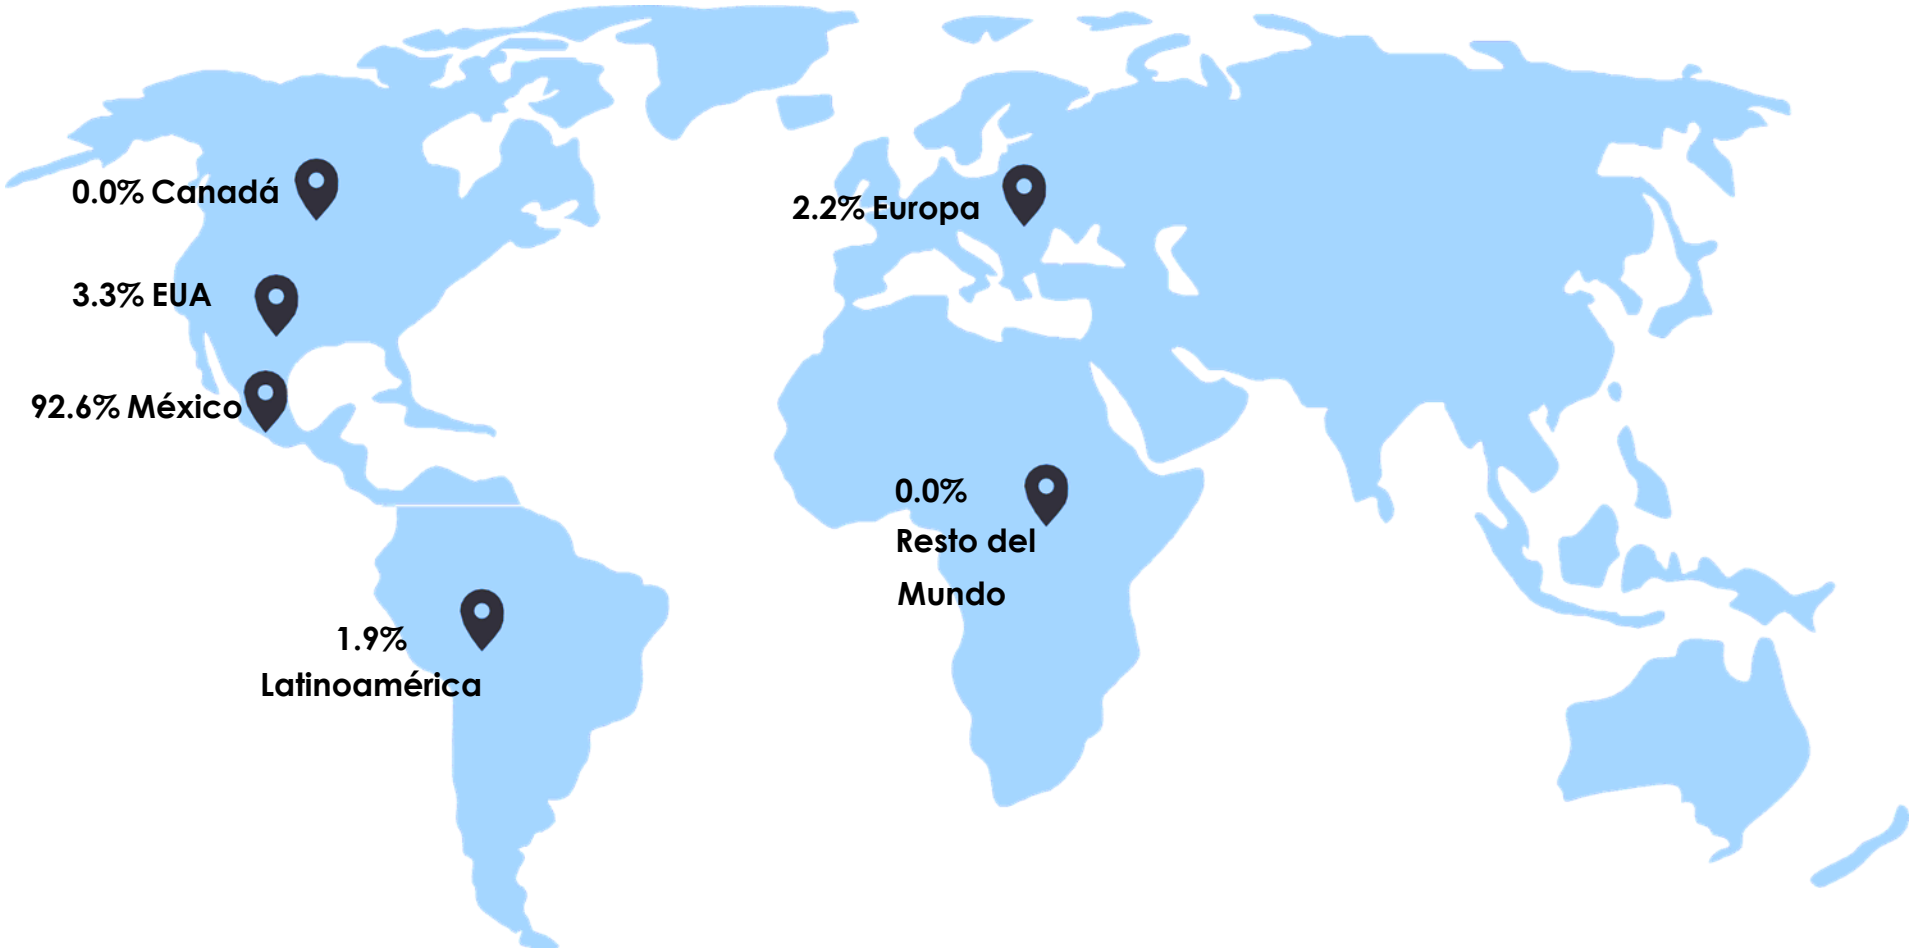 0.0% Canadá
2.2% Europa
3.3% EUA
92.6% México
0.0%
Resto del
Mundo
1.9%
Latinoamérica